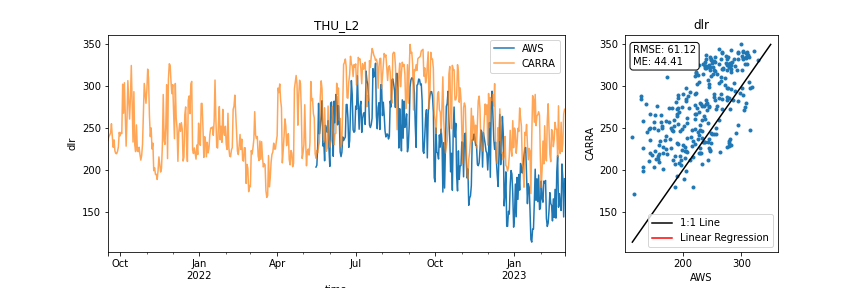 THU_L2
dlr
350
300
250
200
150
dlr
AWS
CARRA
Oct
Jan
2022
Apr
Jul
Oct
Jan
2023
time
350
300
250
200
150
CARRA
RMSE: 61.12
ME: 44.41
1:1 Line
Linear Regression
200
300
AWS